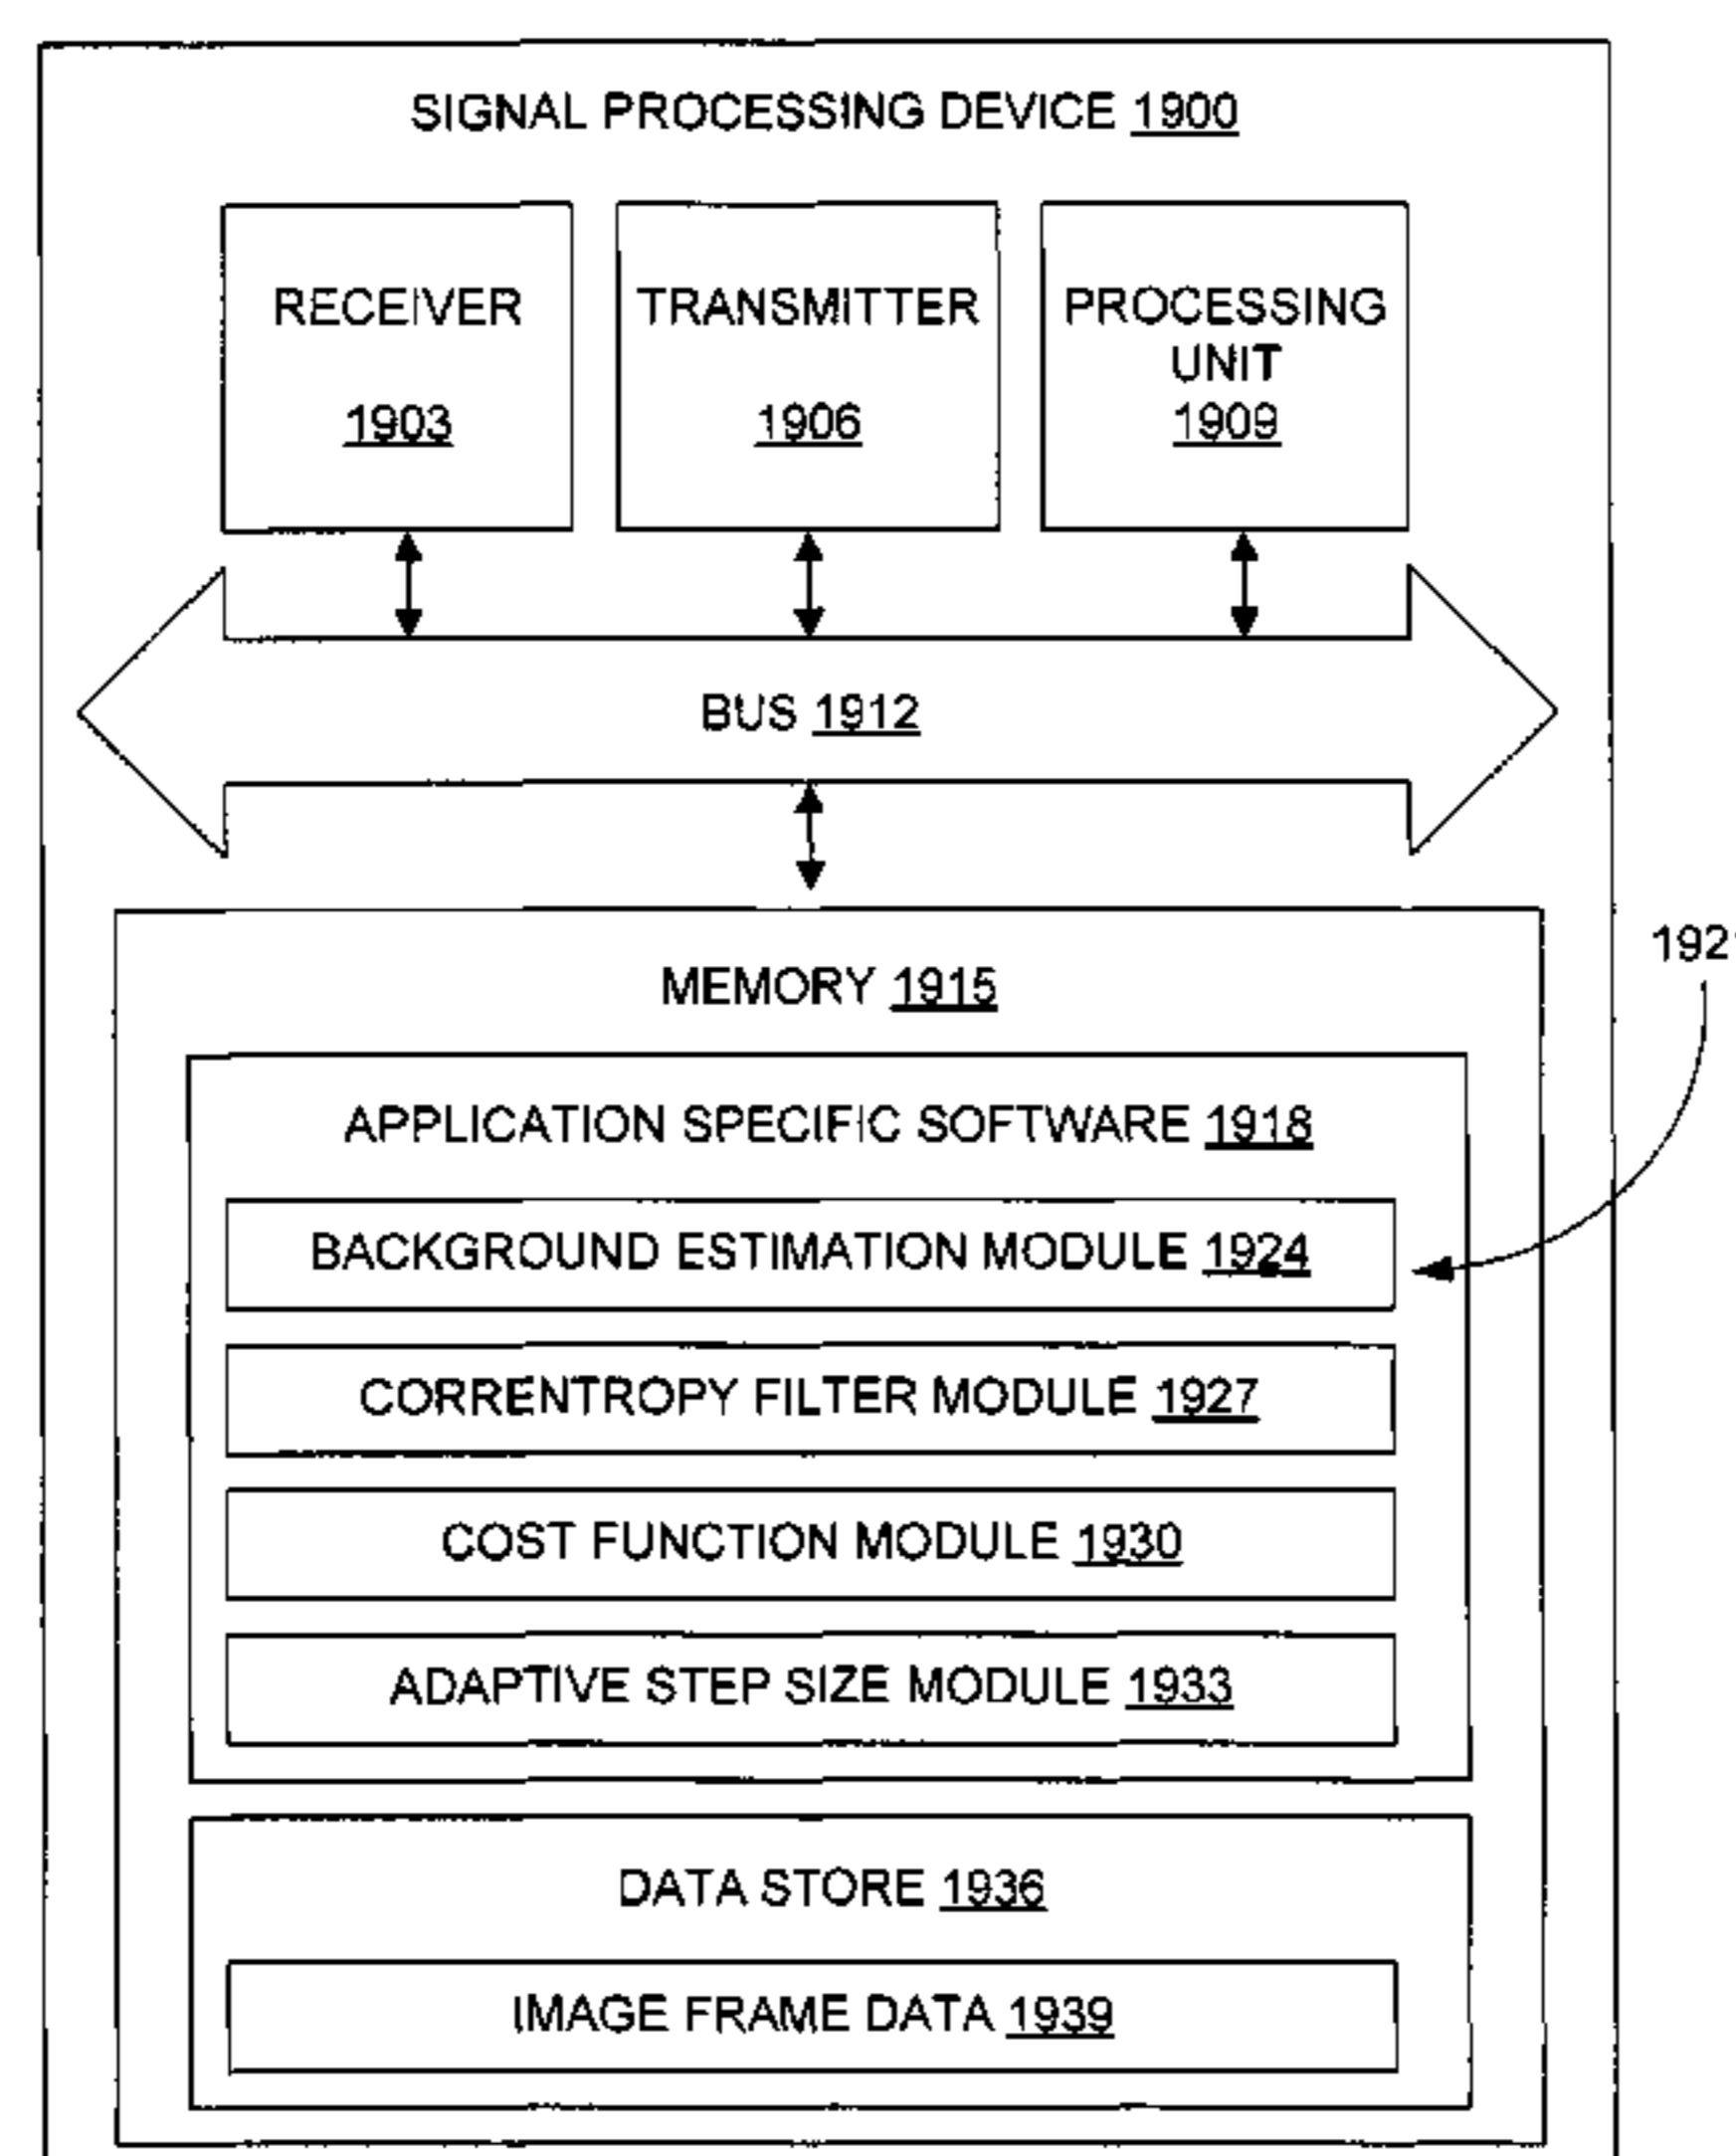 SIGNAL PROCESSING DEVICE 1900
RECEIVER
1903
TRANSMITTER
1906
PROCESSING
UNIT
1909
BUS 1912
MEMORY 1915
APPLICATION SPECIFIC SOFTWARE 1918
BACKGROUND ESTIMATION MODULE 1924
CORRENTROPY FILTER MODULE 1927
COST FUNCTION MODULE 1930
ADAPTIVE STEP SIZE MODULE 1933
DATA STORE 1936
IMAGE FRAME DATA 1939